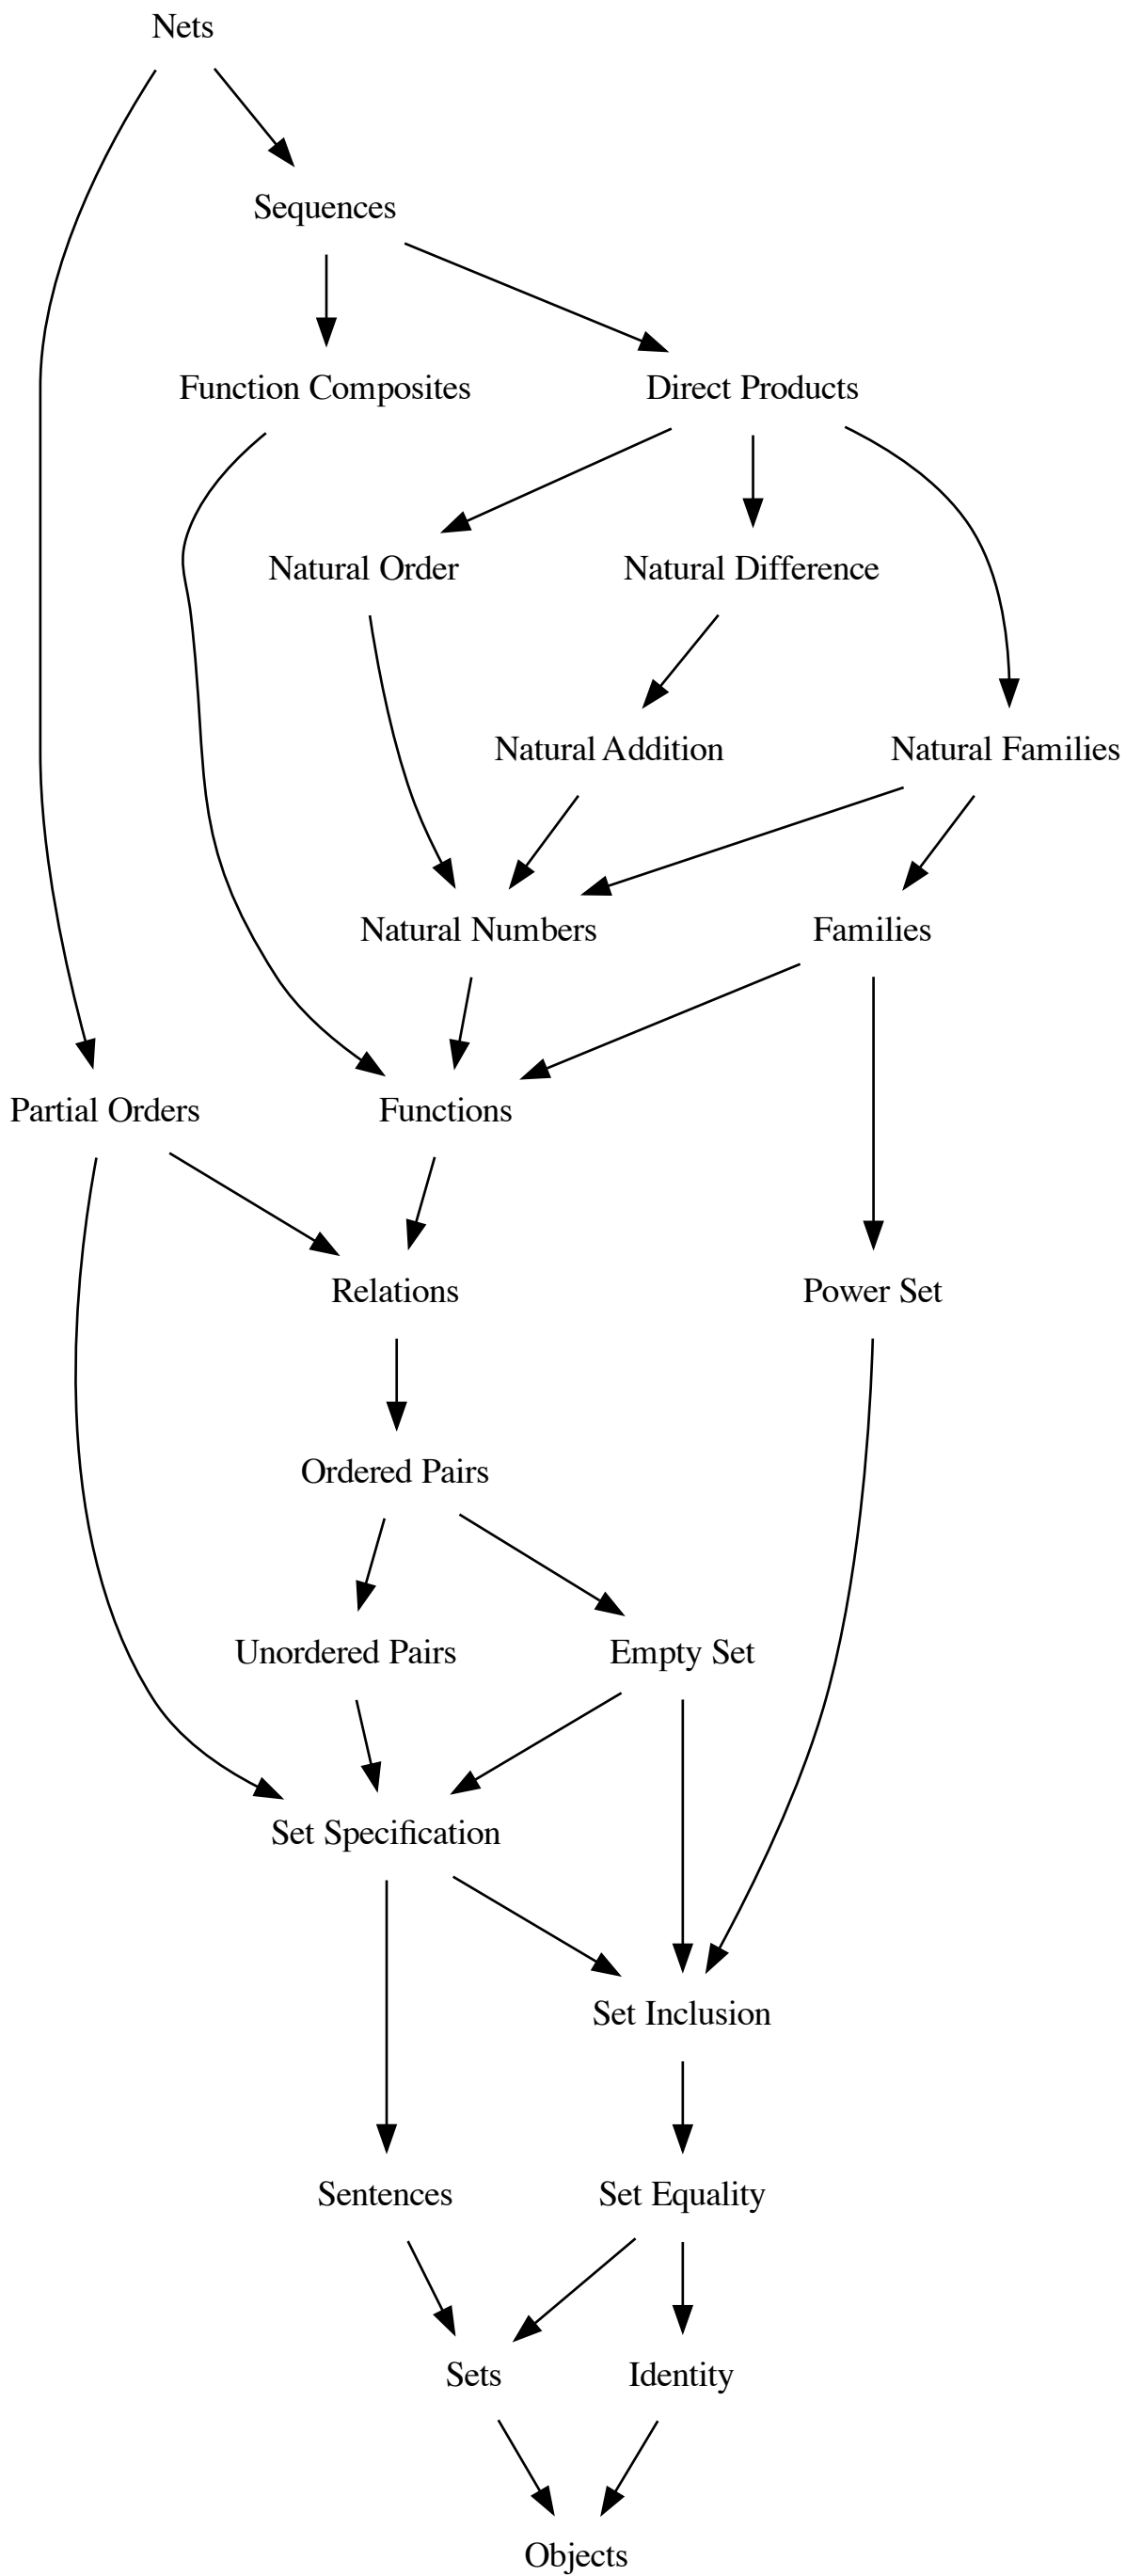 Nets
Sequences
Function Composites
Direct Products
Natural Order
Natural Difference
Natural Addition
Natural Families
Natural Numbers
Families
Partial Orders
Functions
Relations
Power Set
Ordered Pairs
Unordered Pairs
Empty Set
Set Specification
Set Inclusion
Sentences
Set Equality
Sets
Identity
Objects